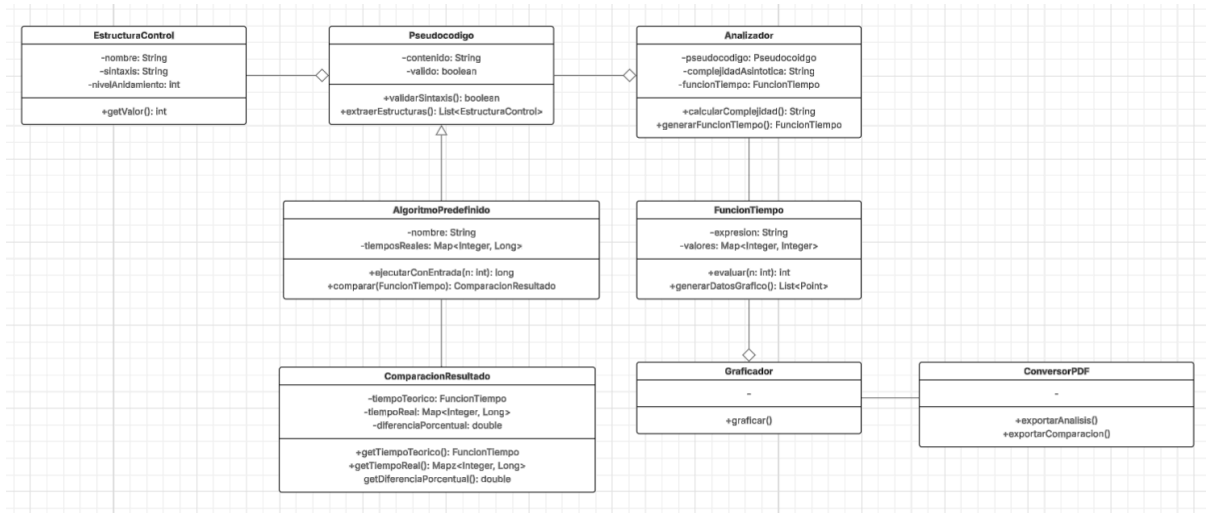 EstructuraControl
-nombre: String
-sintaxis: String
-nivelAnidamiento: int
+getValor(): int
Pseudocodigo
-contenido: String
-valido: boolean
+validarSintaxis(): boolean
+extraerEstructuras(): List<EstructuraControl>
Analizador
-pseudocodigo: Pseudocoidgo
-complejidadAsintotica: String
-funcionTiempo: FuncionTiempo
+calcularComplejidad(): String
+generarFuncionTiempo(): FuncionTiempo
AlgoritmoPredefinido
-nombre: String
-tiemposReales: Map<Integer, Long>
+ejecutarConEntrada(n: int): long
+comparar(FuncionTiempo): ComparacionResultado
FuncionTiempo
-expresion: String
-valores: Map<Integer, Integer>
+evaluar(n: int): int
+generarDatosGrafico(): List<Point>
ComparacionResultado
-tiempoTeorico: FuncionTiempo
-tiempoReal: Map<Integer, Long>
-diferenciaPorcentual: double
+getTiempoTeorico(): FuncionTiempo
+getTiempoReal(): Mapz<Integer, Long>
getDiferenciaPorcentual(): double
Graficador
-
+graficar()
ConversorPDF
-
+exportarAnalisis()
+exportarComparacion()